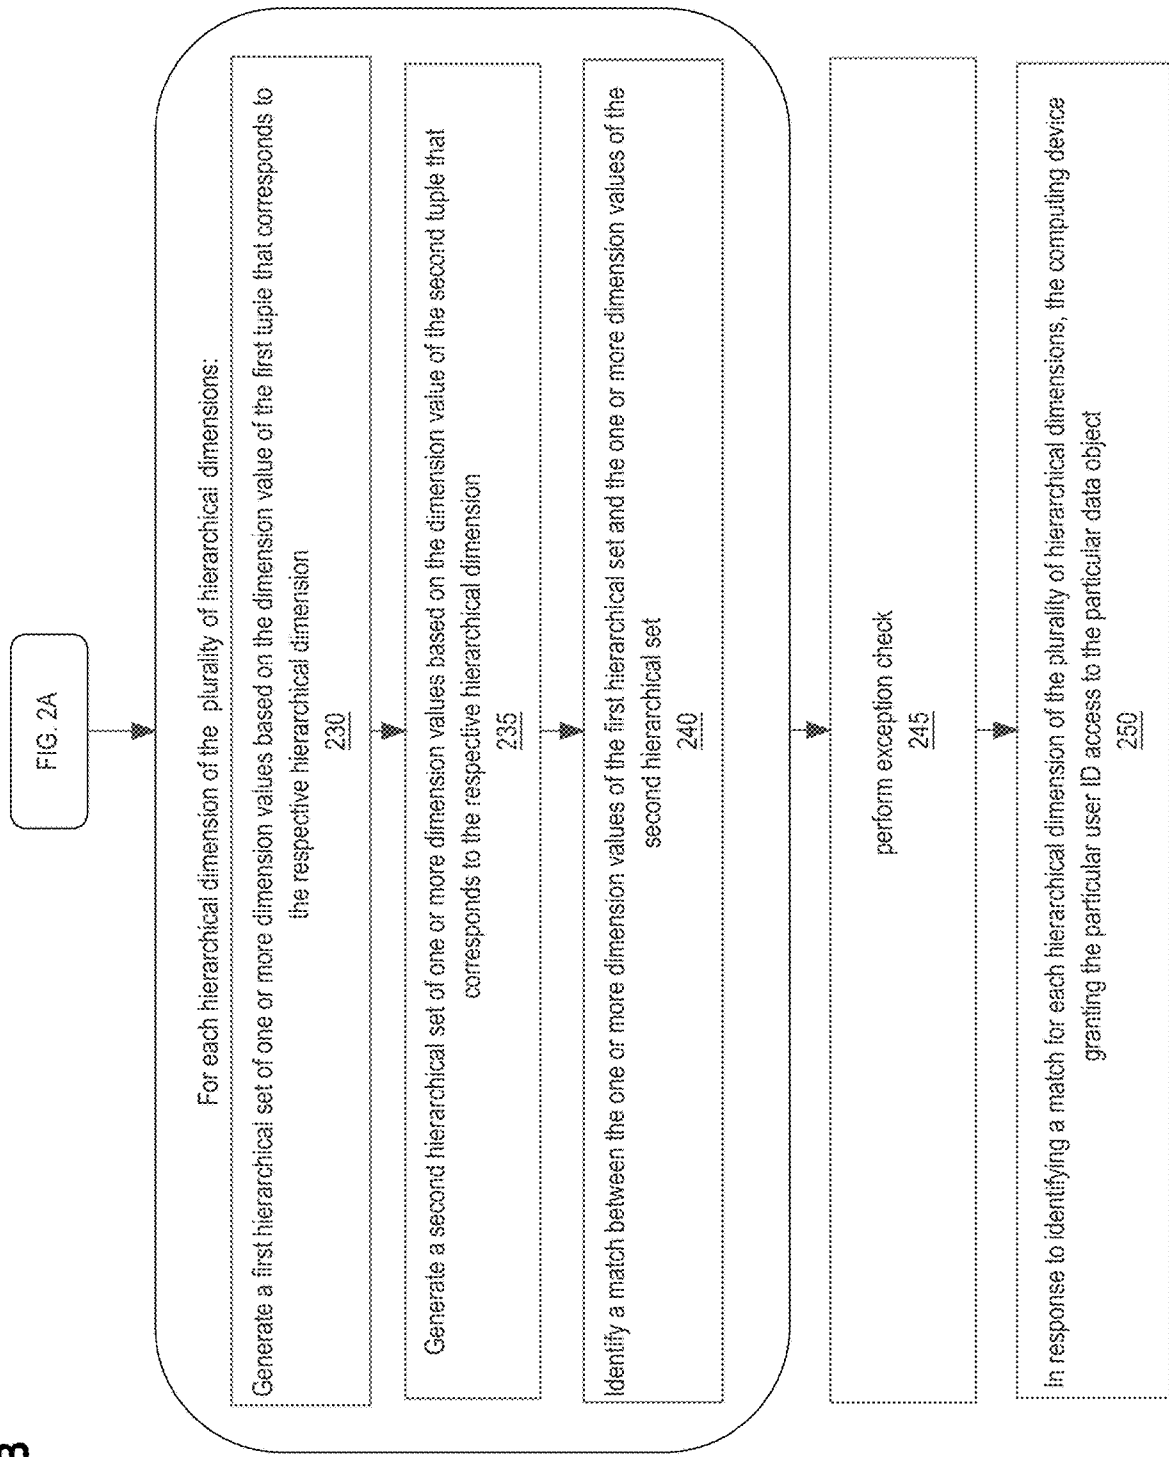 FIG. 2A
For each hierarchical dimension of the plurality of hierarchical dimensions:
Generate a first hierarchical set of one or more dimension values based on the dimension value of the first tuple that corresponds to
the respective hierarchical dimension
230
Generate a second hierarchical set of one or more dimension values based on the dimension value of the second tuple that
corresponds to the respective hierarchical dimension
235
Identify a match between the one or more dimension values of the first hierarchical set and the one or more dimension values of the
second hierarchical set
240
perform exception check
245
In response to identifying a match for each hierarchical dimension of the plurality of hierarchical dimensions, the computing device
granting the particular user ID access to the particular data object
250